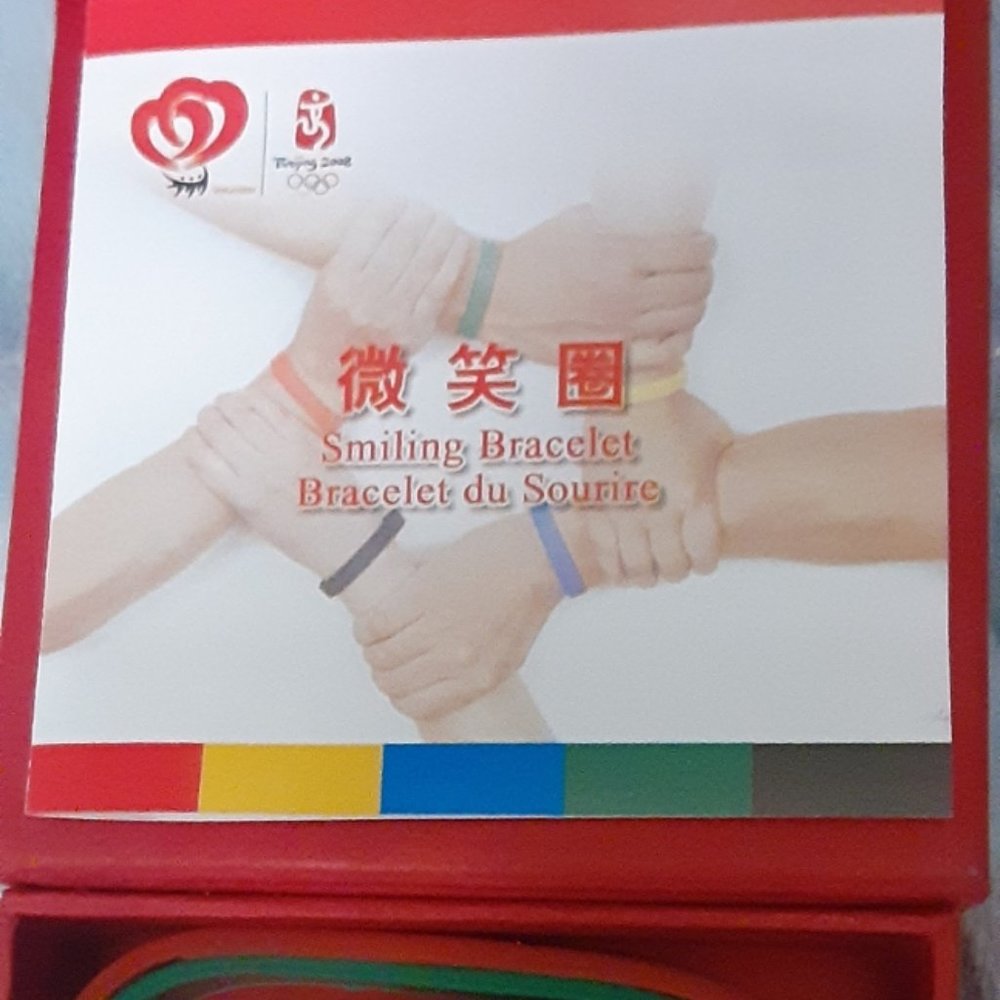 Beijing 2008
微笑圈
Smiling Bracelet
Bracelet du Sourire